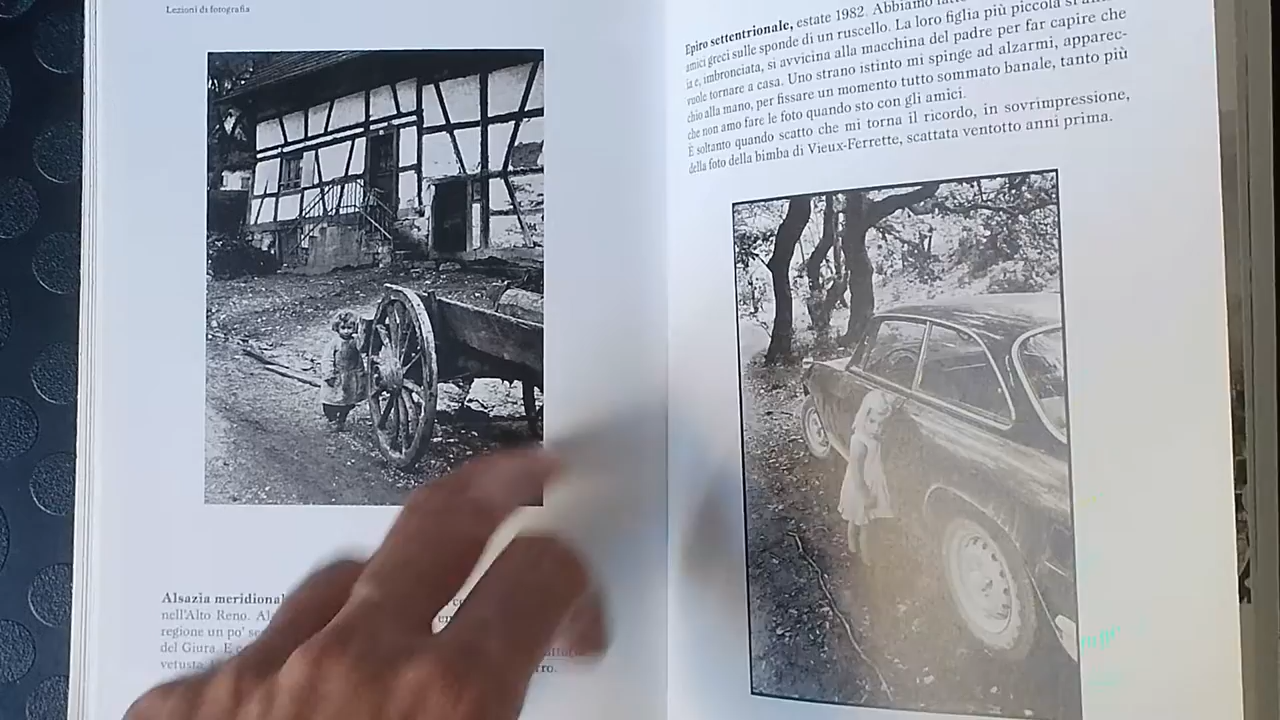 Lezioni di fotografia
Alsazia meridional
nell'Alto Reno. Al
regione un po'
del Giura. E
vetusta
rro.
Epiro settentrionale, estate 1982. Abbiamo
amici greci sulle sponde di un ruscello. La loro figlia più piccola si
ia e, imbronciata, si avvicina alla macchina del padre per far capire che
vuole tornare a casa. Uno strano istinto mi spinge ad alzarmi, apparec-
chio alla mano, per fissare un momento tutto sommato banale, tanto più
che non amo fare le foto quando sto con gli amici.
È soltanto quando scatto che mi torna il ricordo, in sovrimpressione,
della foto della bimba di Vieux-Ferrette, scattata ventotto anni prima.